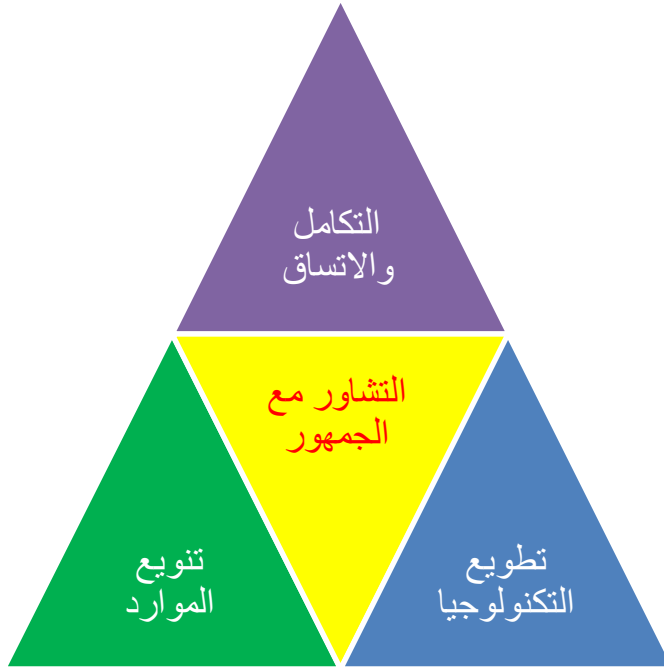 التكامل
والاتساق
التشاور مع
الجمهور
تطويع
التكنولوجيا
تنويع
الموارد